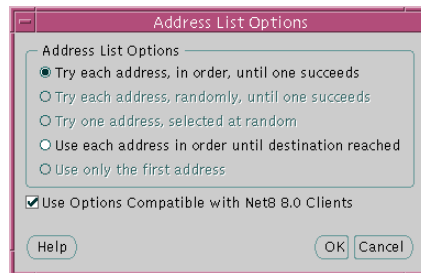 Address List Options
Address List Options
Try each address, in order, until one succeeds
Try each address, randomly, until one succeeds
Try one address, selected at random
Use each address in order until destination reached
Use only the first address
Use Options Compatible with Net8 8.0 Clients
Help OK Cancel